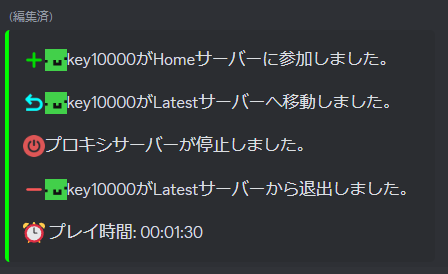 (編集済)
key10000がHomeサーバーに参加しました。
key10000がLatestサーバーへ移動しました。
プロキシサーバーが停止しました。
key10000がLatestサーバーから退出しました。
プレイ時間: 00:01:30